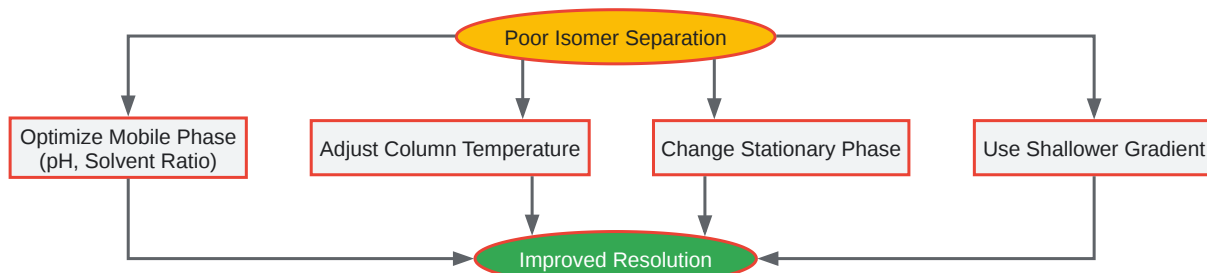 Poor Isomer Separation
Optimize Mobile Phase
(pH, Solvent Ratio)
Adjust Column Temperature
Change Stationary Phase
Use Shallower Gradient
Improved Resolution